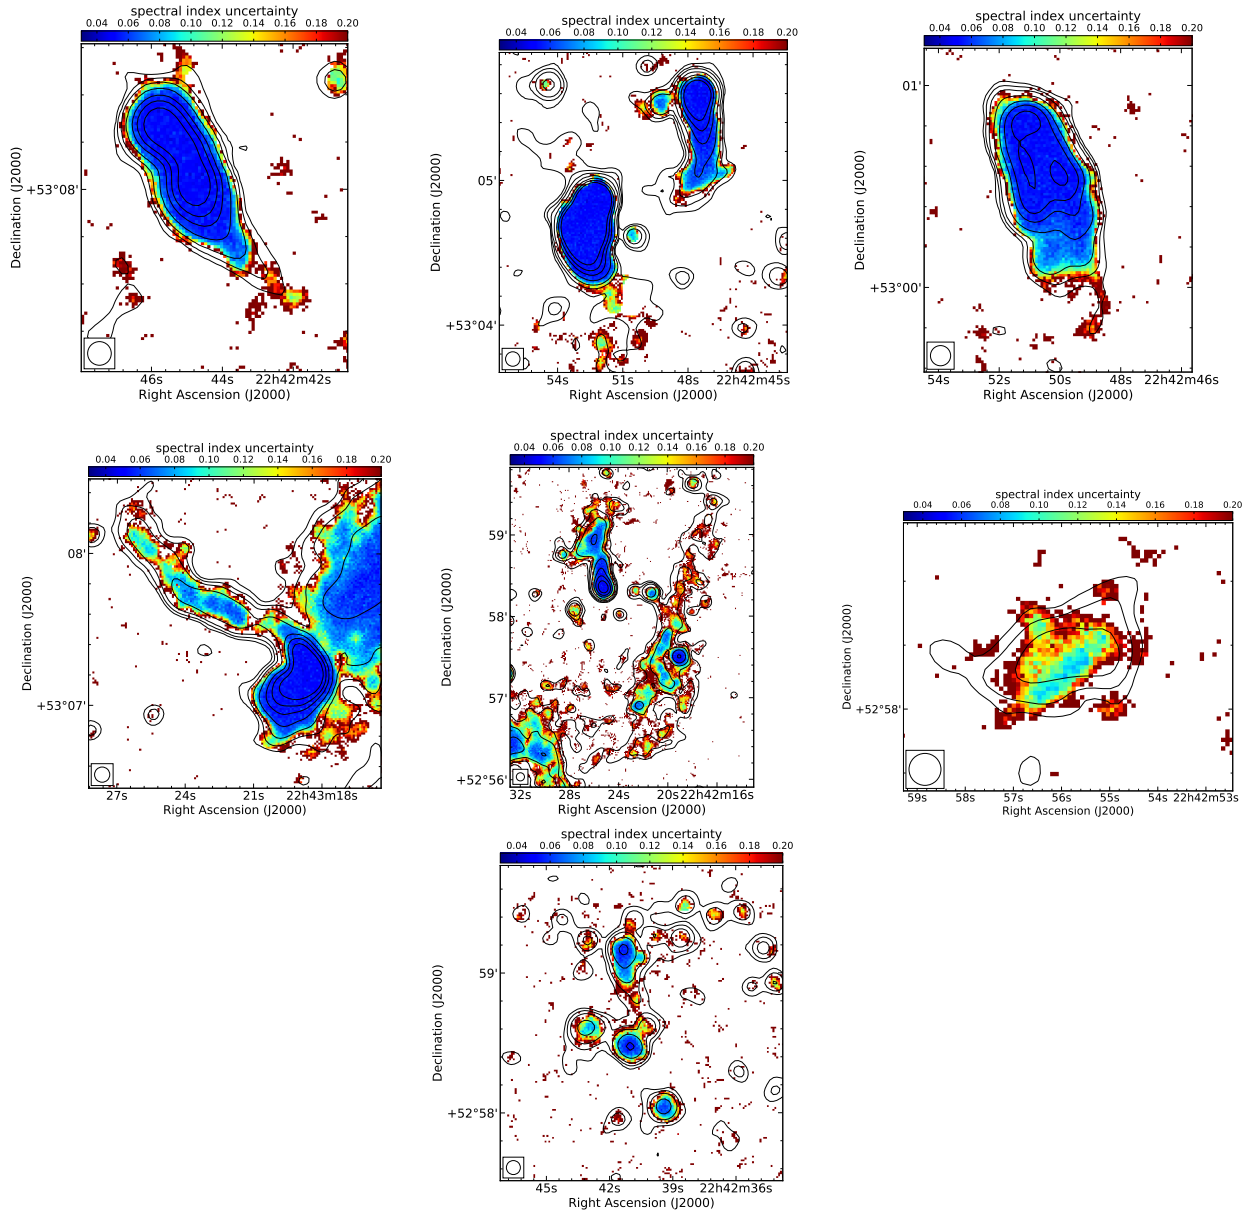 spectral index uncertainty
0.04 0.06 0.08 0.10 0.12 0.14 0.16 0.18 0.20
Declination (J2000)
+53°08'
46s 44s 22h42m42s
Right Ascension (J2000)
spectral index uncertainty
0.04 0.06 0.08 0.10 0.12 0.14 0.16 0.18 0.20
Declination (J2000)
05'
+53°04'
54s 51s 48s 22h42m45s
Right Ascension (J2000)
spectral index uncertainty
0.04 0.06 0.08 0.10 0.12 0.14 0.16 0.18 0.20
Declination (J2000)
01'
+53°00'
54s 52s 50s 48s 22h42m46s
Right Ascension (J2000)
spectral index uncertainty
0.04 0.06 0.08 0.10 0.12 0.14 0.16 0.18 0.20
Declination (J2000)
08'
+53°07'
27s 24s 21s 22h43m18s
Right Ascension (J2000)
spectral index uncertainty
0.04 0.06 0.08 0.10 0.12 0.14 0.16 0.18 0.20
Declination (J2000)
59'
58'
57'
+52°56'
32s 28s 24s 20s22h42m16s
Right Ascension (J2000)
spectral index uncertainty
0.04 0.06 0.08 0.10 0.12 0.14 0.16 0.18 0.20
Declination (J2000)
+52°58'
59s 58s 57s 56s 55s 54s 22h42m53s
Right Ascension (J2000)
spectral index uncertainty
0.04 0.06 0.08 0.10 0.12 0.14 0.16 0.18 0.20
Declination (J2000)
59'
+52°58'
45s 42s 39s 22h42m36s
Right Ascension (J2000)